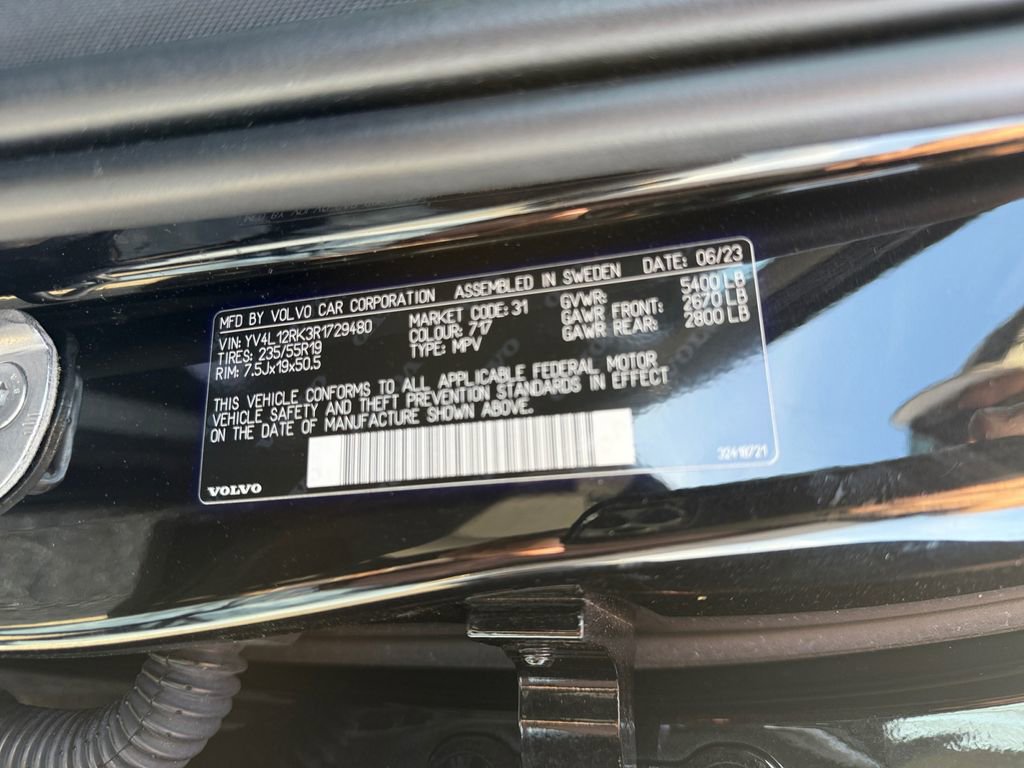 MFD BY VOLVO CAR CORPORATION ASSEMBLED IN SWEDEN DATE: 06/23
VIN: YV4L12RK3R1729480 MARKET CODE: 31 GVWR: 5400 LB
TIRES: 235/55R19 COLOUR: 717 GAWR FRONT: 2670 LB
RIM: 7.5Jx19x50.5 TYPE: MPV GAWR REAR: 2800 LB
THIS VEHICLE CONFORMS TO ALL APPLICABLE FEDERAL MOTOR
VEHICLE SAFETY AND THEFT PREVENTION STANDARDS IN EFFECT
ON THE DATE OF MANUFACTURE SHOWN ABOVE.
VOLVO 32418721